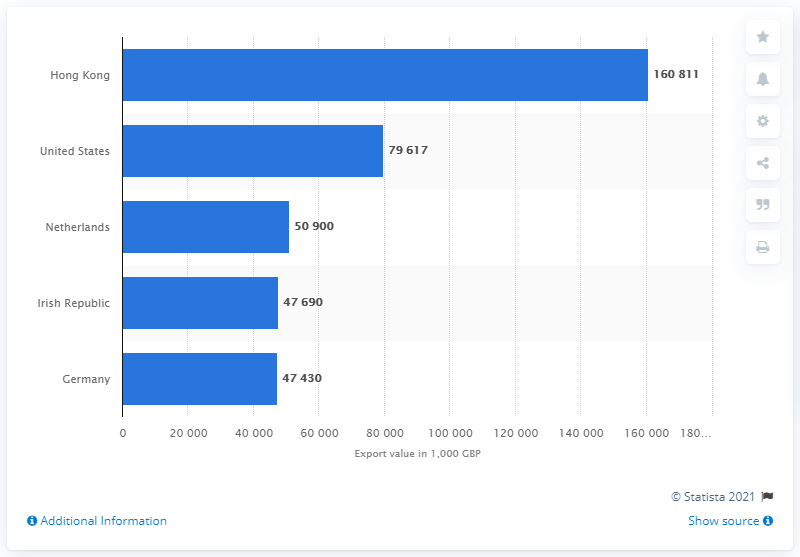 Hong Kong
160 811
United States
79 617
Netherlands
50 900
Irish Republic
47 690
Germany
47 430
0 20 000 40 000 60 000 80 000 100 000 120 000 140 000 160 000 180...
Export value in 1,000 GBP
© Statista 2021
Additional Information
Show source